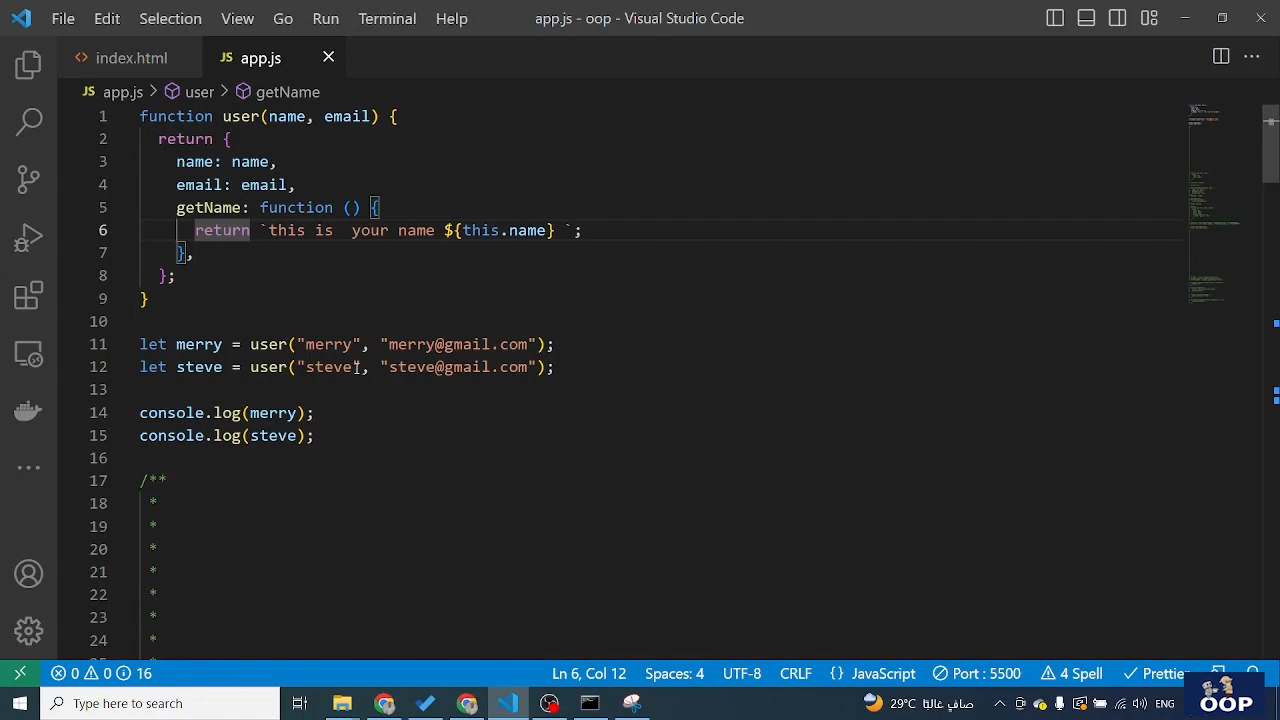 File Edit Selection View Go Run Terminal Help app.js - oop - Visual Studio Code
index.html JS app.js
JS app.js > user > getName
1 function user(name, email) {
2 return {
3 name: name,
4 email: email,
5 getName: function () {
6 return `this is  your name ${this.name} `;
7 },
8 };
9 }
10
11 let merry = user("merry", "merry@gmail.com");
12 let steve = user("steve", "steve@gmail.com");
13
14 console.log(merry);
15 console.log(steve);
16
17 /**
18 *
19 *
20 *
21 *
22 *
23 *
24 *
0 0 16 Ln 6, Col 12 Spaces: 4 UTF-8 CRLF {} JavaScript Port : 5500 4 Spell
Type here to search 29°C ENG
OOP